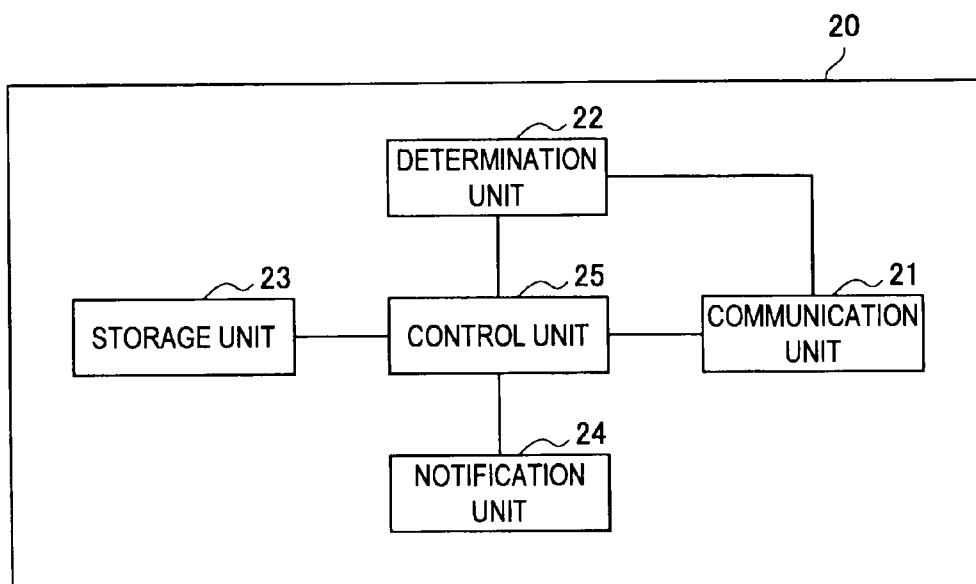 20
22
DETERMINATION
UNIT
23
STORAGE UNIT
25
CONTROL UNIT
21
COMMUNICATION
UNIT
24
NOTIFICATION
UNIT